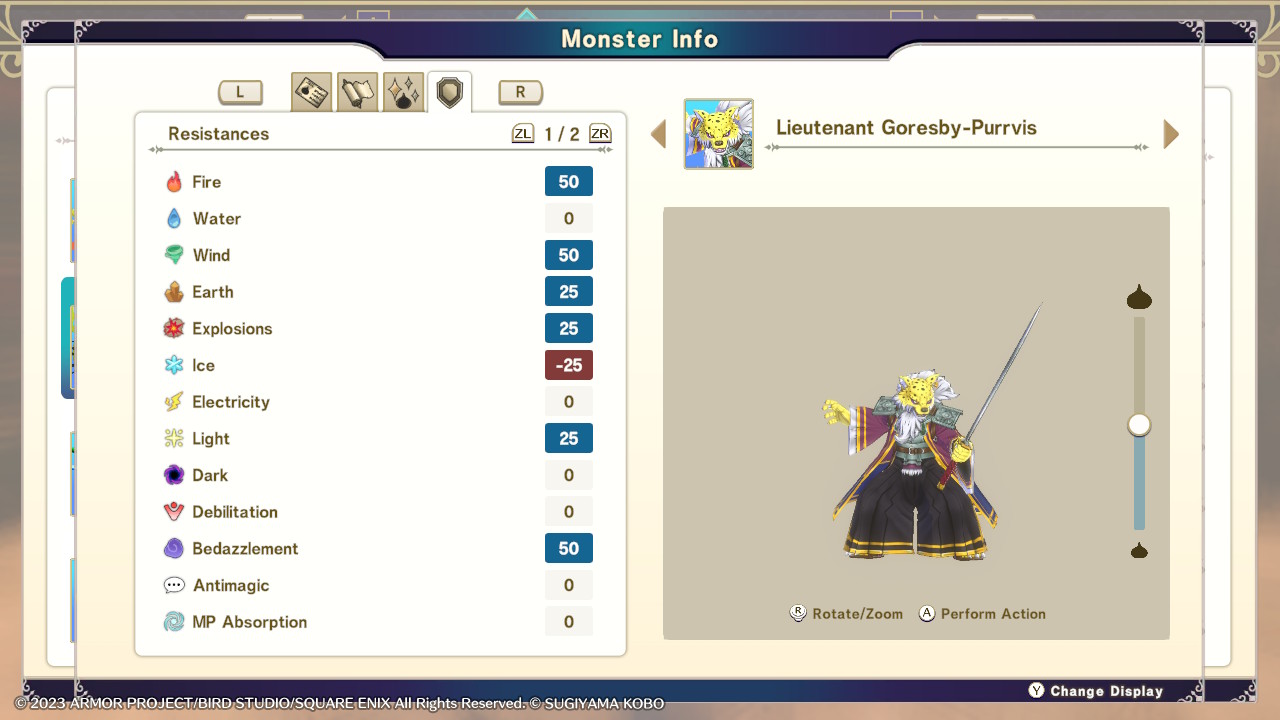 Monster Info
L
R
Resistances
ZL 1 / 2 ZR
Lieutenant Goresby-Purrvis
Fire 50
Water 0
Wind 50
Earth 25
Explosions 25
Ice -25
Electricity 0
Light 25
Dark 0
Debilitation 0
Bedazzlement 50
Antimagic 0
MP Absorption 0
R Rotate/Zoom A Perform Action
Y Change Display
© 2023 ARMOR PROJECT/BIRD STUDIO/SQUARE ENIX All Rights Reserved. © SUGIYAMA KOBO